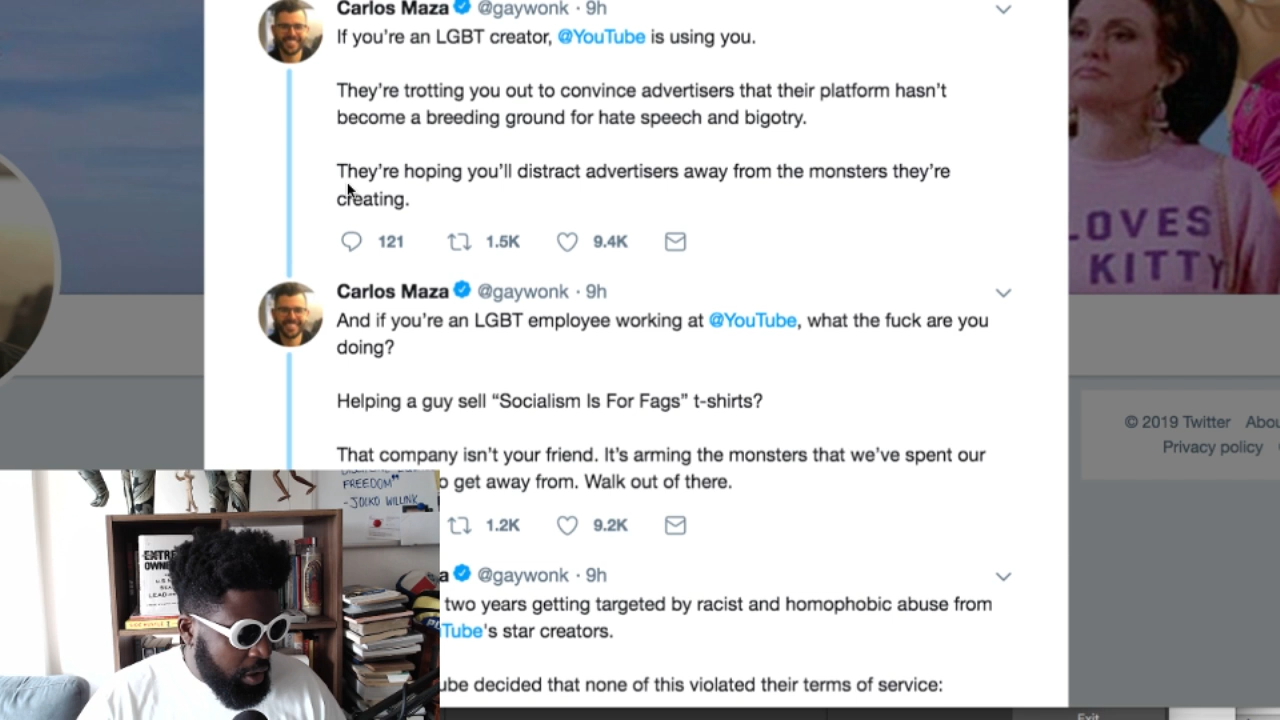 Carlos Maza @gaywonk · 9h
If you're an LGBT creator, @YouTube is using you.
They're trotting you out to convince advertisers that their platform hasn't
become a breeding ground for hate speech and bigotry.
They're hoping you'll distract advertisers away from the monsters they're
creating.
121 1.5K 9.4K
LOVES
KITTY
Carlos Maza @gaywonk · 9h
And if you're an LGBT employee working at @YouTube, what the fuck are you
doing?
Helping a guy sell “Socialism Is For Fags” t-shirts?
That company isn't your friend. It's arming the monsters that we've spent our
o get away from. Walk out of there.
1.2K 9.2K
© 2019 Twitter Abou
Privacy policy
FREEDOM"
- JOCKO WILLINK
EXTRE
OWNE
LEAD
a @gaywonk · 9h
two years getting targeted by racist and homophobic abuse from
Tube's star creators.
ube decided that none of this violated their terms of service:
Exit